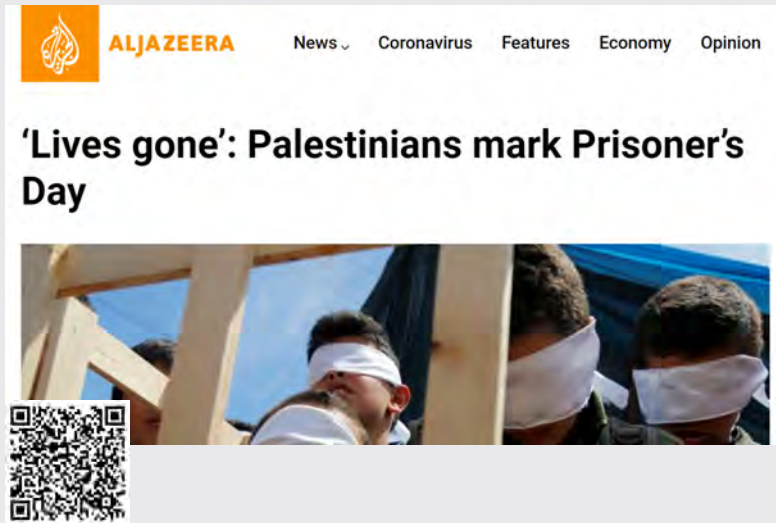 ALJAZEERA
News Coronavirus Features Economy Opinion
‘Lives gone’: Palestinians mark Prisoner’s
Day